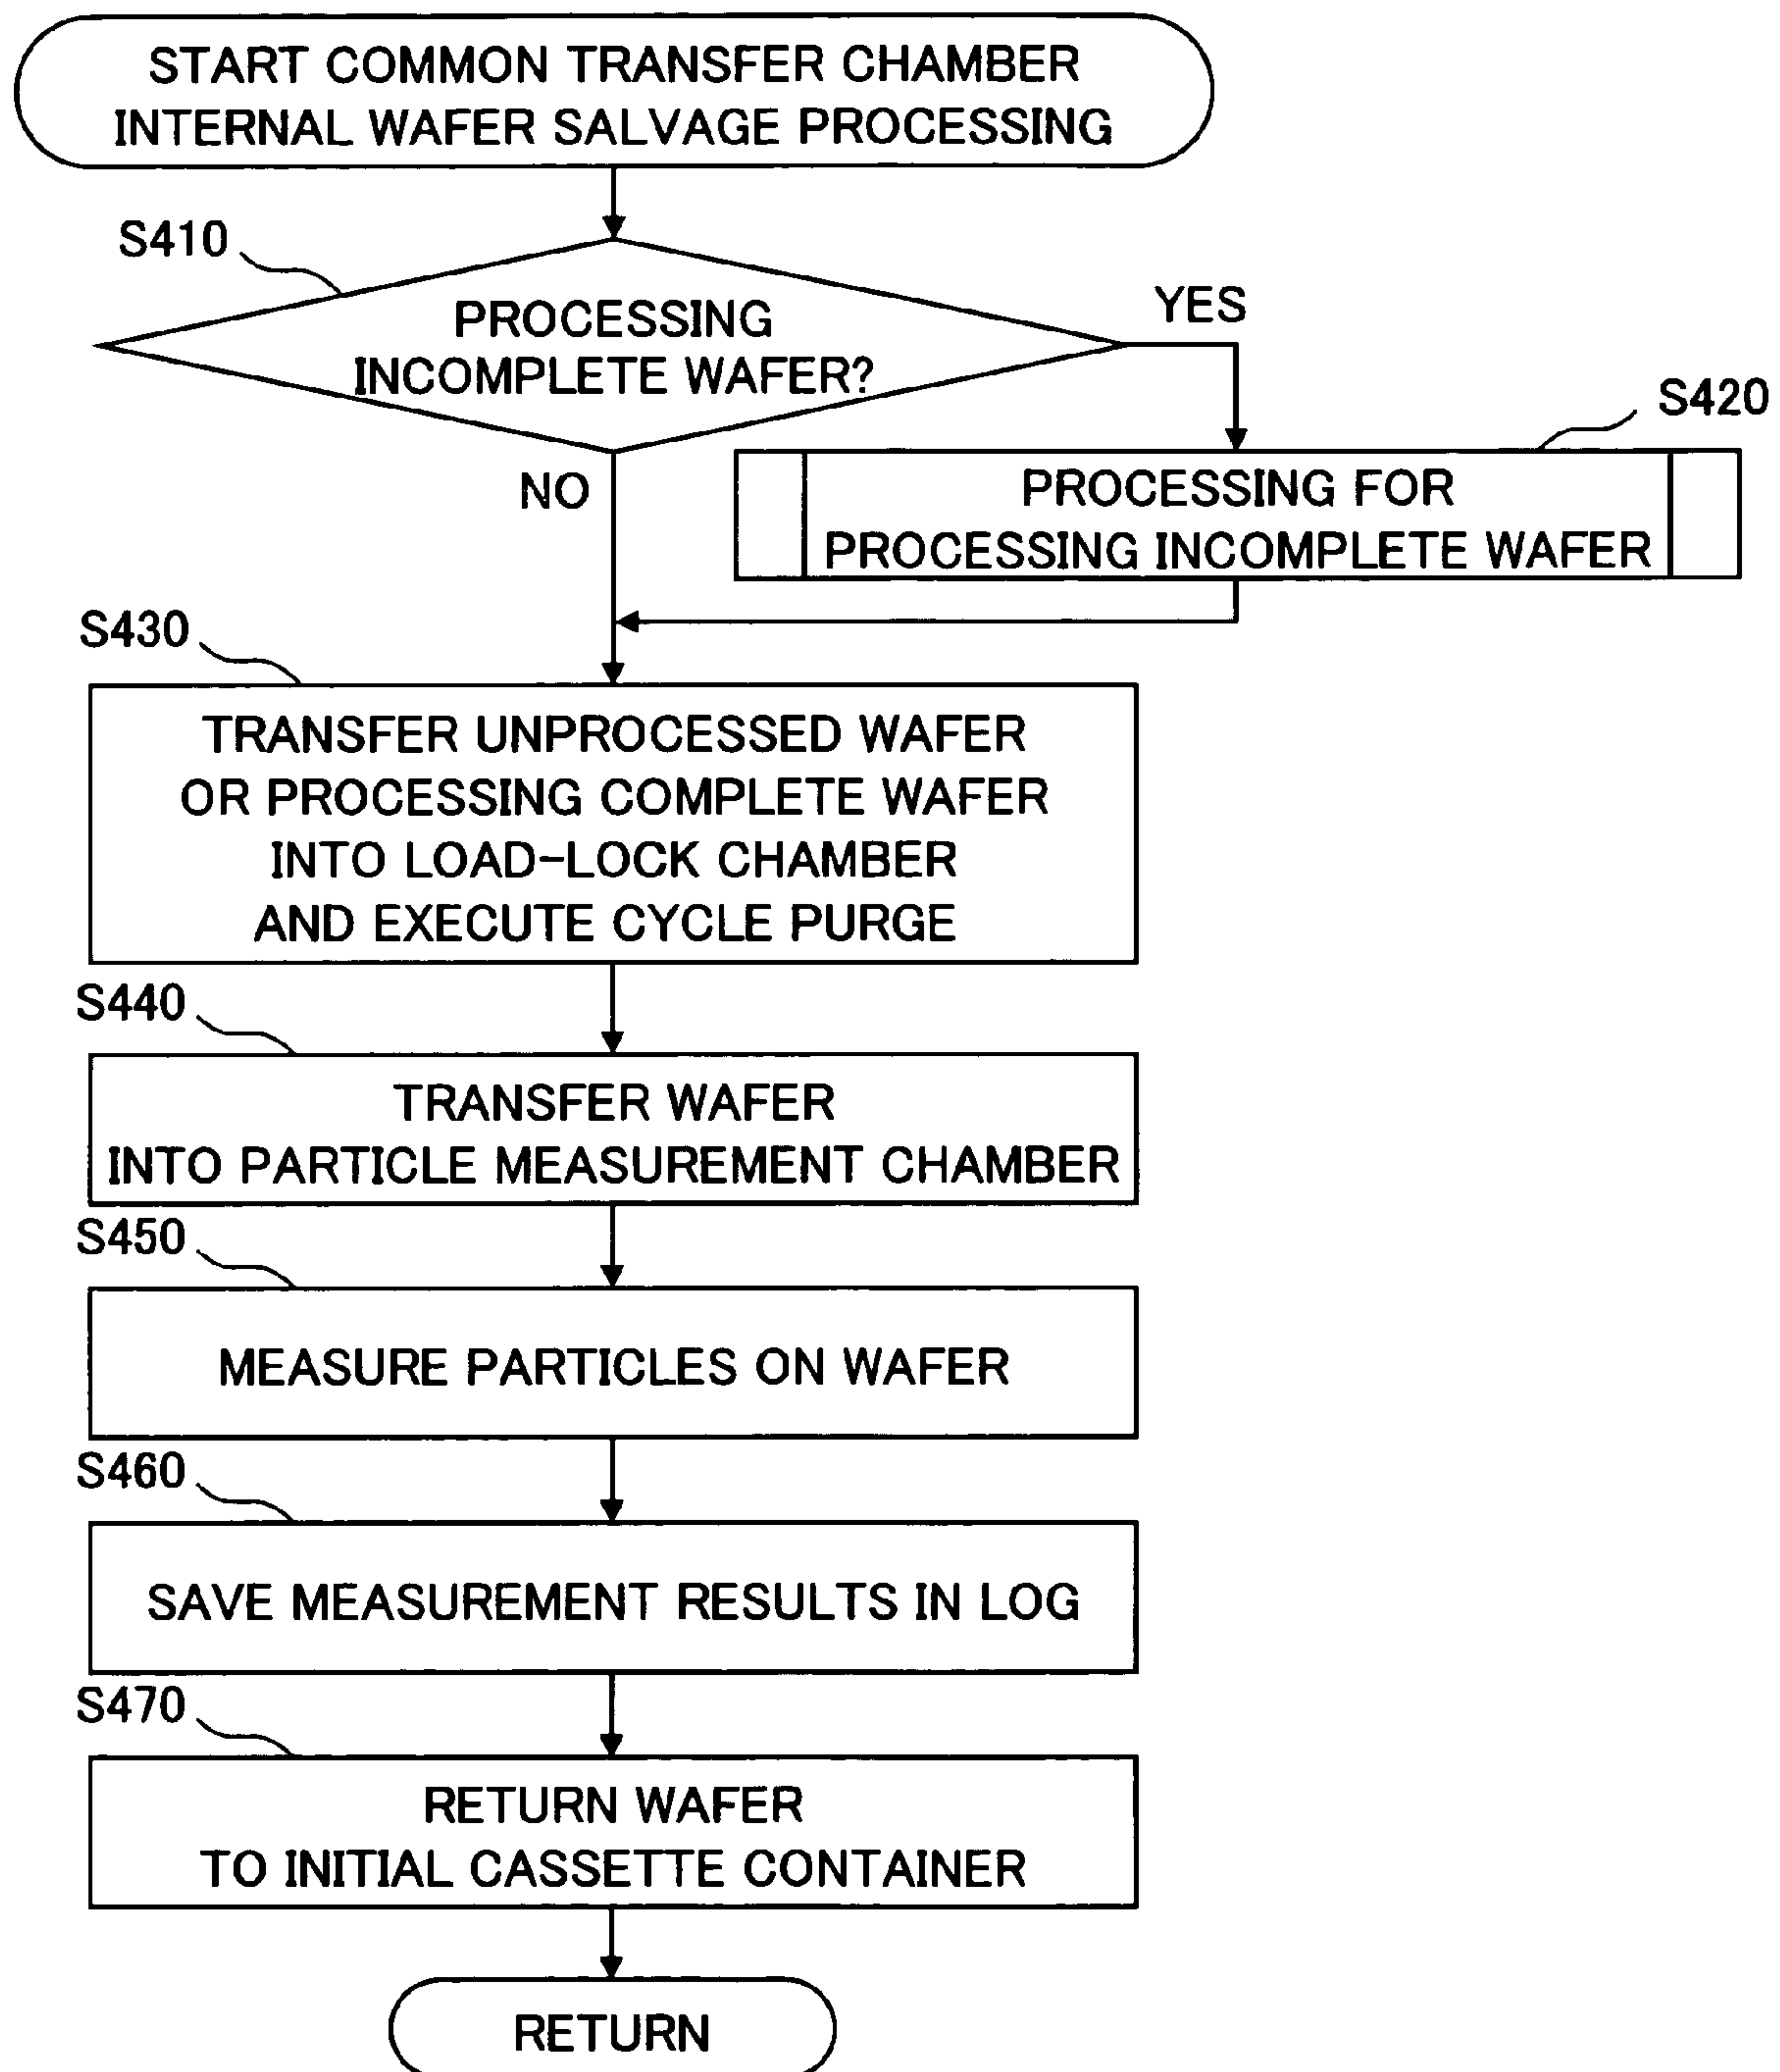 START COMMON TRANSFER CHAMBER
INTERNAL WAFER SALVAGE PROCESSING
S410
PROCESSING
INCOMPLETE WAFER?
YES
S420
NO
PROCESSING FOR
PROCESSING INCOMPLETE WAFER
S430
TRANSFER UNPROCESSED WAFER
OR PROCESSING COMPLETE WAFER
INTO LOAD-LOCK CHAMBER
AND EXECUTE CYCLE PURGE
S440
TRANSFER WAFER
INTO PARTICLE MEASUREMENT CHAMBER
S450
MEASURE PARTICLES ON WAFER
S460
SAVE MEASUREMENT RESULTS IN LOG
S470
RETURN WAFER
TO INITIAL CASSETTE CONTAINER
RETURN